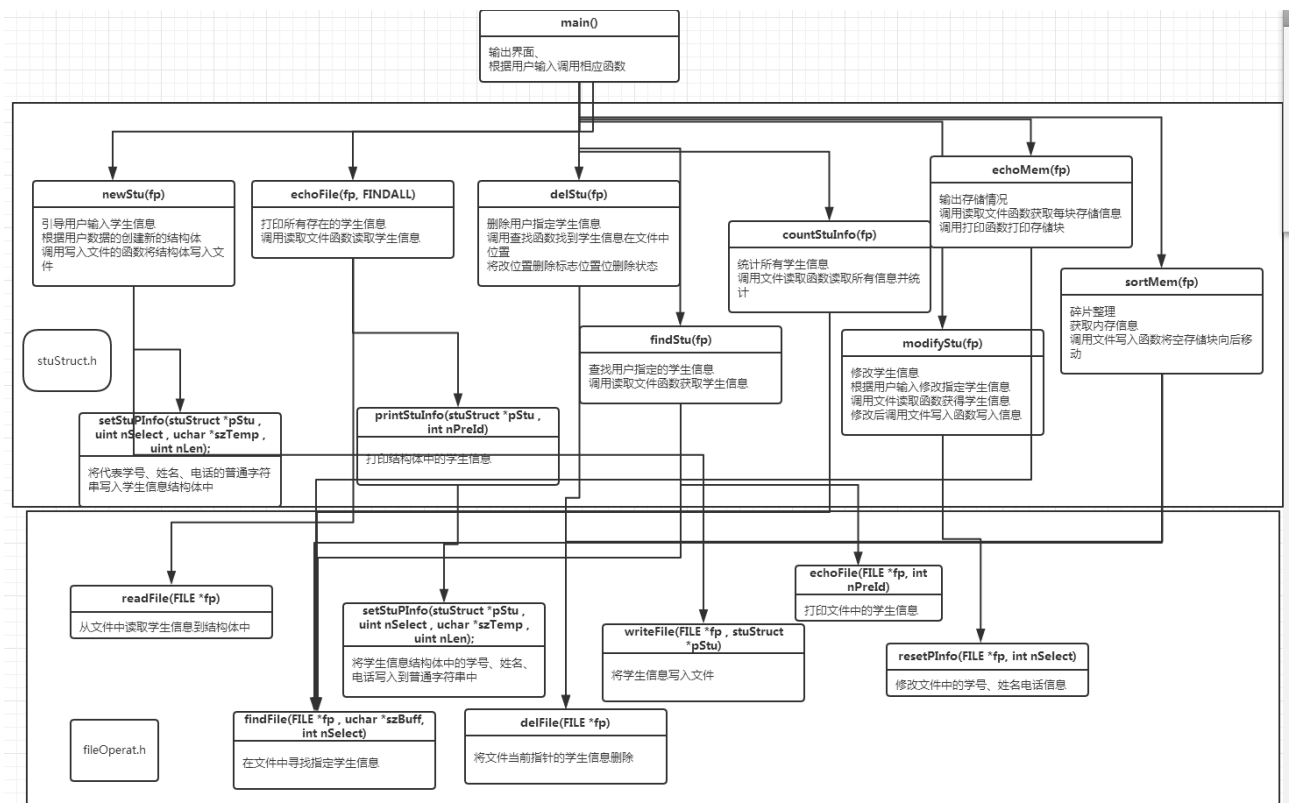 main()
输出界面、
根据用户输入调用相应函数
newStu(fp)
引导用户输入学生信息
根据用户数据的创建新的结构体
调用写入文件的函数将结构体写入文
件
echoFile(fp, FINDALL)
打印所有存在的学生信息
调用读取文件函数读取学生信息
delStu(fp)
删除用户指定学生信息
调用查找函数找到学生信息在文件中
位置
将改位置删除标志位置位删除状态
countStuInfo(fp)
统计所有学生信息
调用文件读取函数读取所有信息并统
计
echoMem(fp)
输出存储情况
调用读取文件函数获取每块存储信息
调用打印函数打印存储块
sortMem(fp)
碎片整理
获取内存信息
调用文件写入函数将空存储块向后移
动
stuStruct.h
findStu(fp)
查找用户指定的学生信息
调用读取文件函数获取学生信息
modifyStu(fp)
修改学生信息
根据用户输入修改指定学生信息
调用文件读取函数获得学生信息
修改后调用文件写入函数写入信息
setStuPInfo(stuStruct *pStu ,
uint nSelect , uchar *szTemp ,
uint nLen);
将代表学号、姓名、电话的普通字符
串写入学生信息结构体中
printStuInfo(stuStruct *pStu ,
int nPreId)
打印结构体中的学生信息
readFile(FILE *fp)
从文件中读取学生信息到结构体中
setStuPInfo(stuStruct *pStu ,
uint nSelect , uchar *szTemp ,
uint nLen);
将学生信息结构体中的学号、姓名、
电话写入到普通字符串中
writeFile(FILE *fp , stuStruct
*pStu)
将学生信息写入文件
echoFile(FILE *fp, int
nPreId)
打印文件中的学生信息
resetPInfo(FILE *fp, int nSelect)
修改文件中的学号、姓名电话信息
fileOperat.h
findFile(FILE *fp , uchar *szBuff,
int nSelect)
在文件中寻找指定学生信息
delFile(FILE *fp)
将文件当前指针的学生信息删除